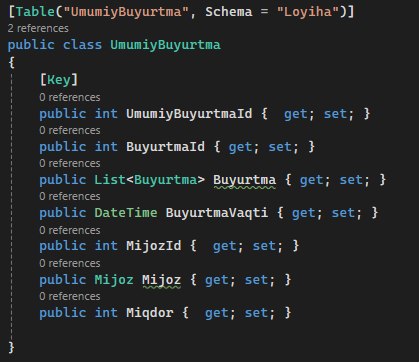 [Table("UmumiyBuyurtma", Schema = "Loyiha")]
2 references
public class UmumiyBuyurtma
{
[Key]
0 references
public int UmumiyBuyurtmaId {  get; set; }
0 references
public int BuyurtmaId { get; set; }
0 references
public List<Buyurtma> Buyurtma { get; set; }
0 references
public DateTime BuyurtmaVaqti { get; set; }
0 references
public int MijozId {  get; set; }
0 references
public Mijoz Mijoz { get; set; }
0 references
public int Miqdor {  get; set; }
}